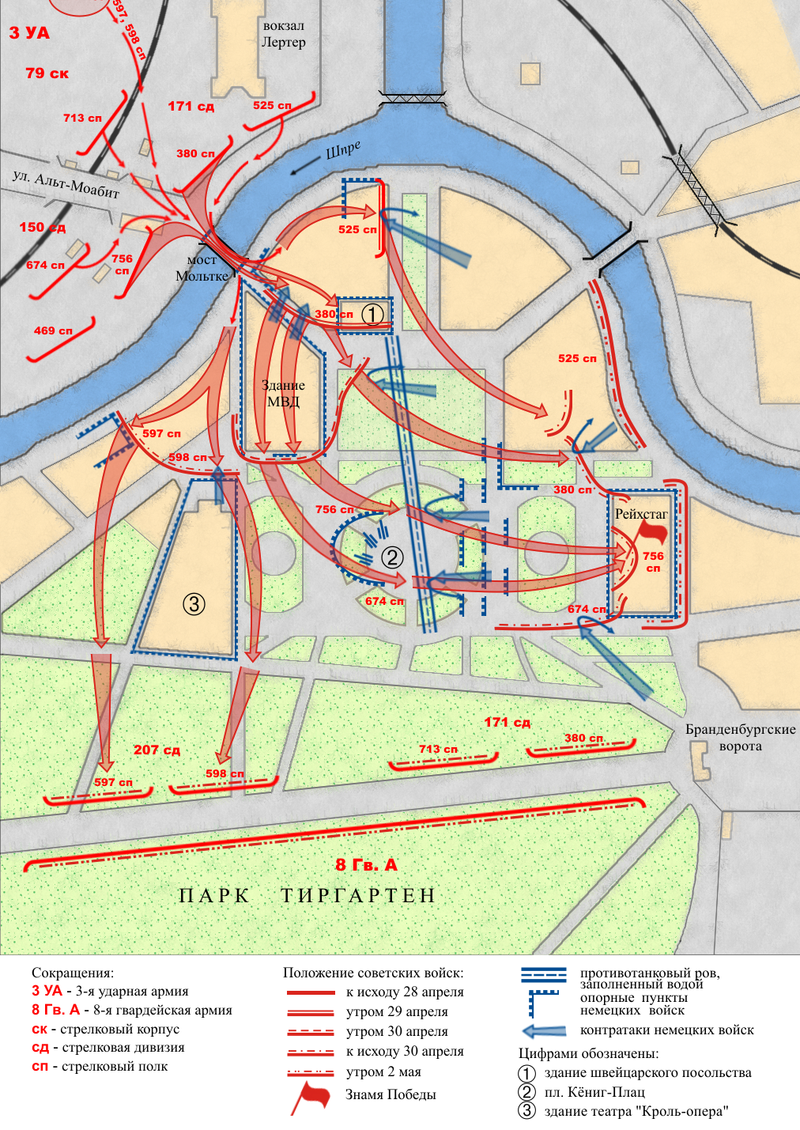 597, 598 сп
3 УА
вокзал
Лертер
79 ск
171 сд
525 сп
713 сп
380 сп
Шпре
ул. Альт-Моабит
150 сд
525 сп
674 сп
756
сп
мост
Мольтке
469 сп
380 сп
1
525 сп
Здание
МВД
597 сп
598 сп
380 сп
756 сп
Рейхстаг
2
756
сп
3
674 сп
674 сп
171 сд
Бранденбургские
ворота
380 сп
713 сп
207 сд
598 сп
597 сп
8 Гв. А
ПАРК ТИРГАРТЕН
Сокращения:
3 УА - 3-я ударная армия
8 Гв. А - 8-я гвардейская армия
ск - стрелковый корпус
сд - стрелковая дивизия
сп - стрелковый полк
Положение советских войск:
к исходу 28 апреля
утром 29 апреля
утром 30 апреля
к исходу 30 апреля
утром 2 мая
Знамя Победы
противотанковый ров,
заполненный водой
опорные пункты
немецких войск
контратаки немецких войск
Цифрами обозначены:
1 здание швейцарского посольства
2 пл. Кёниг-Плац
3 здание театра "Кроль-опера"